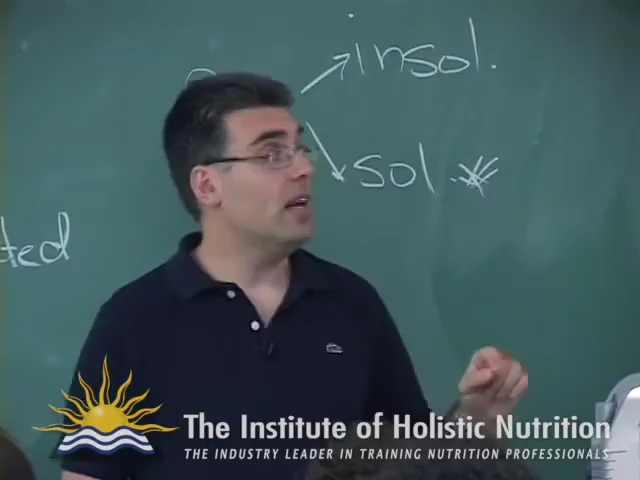 insol.
sol.*
ted
The Institute of Holistic Nutrition
THE INDUSTRY LEADER IN TRAINING NUTRITION PROFESSIONALS